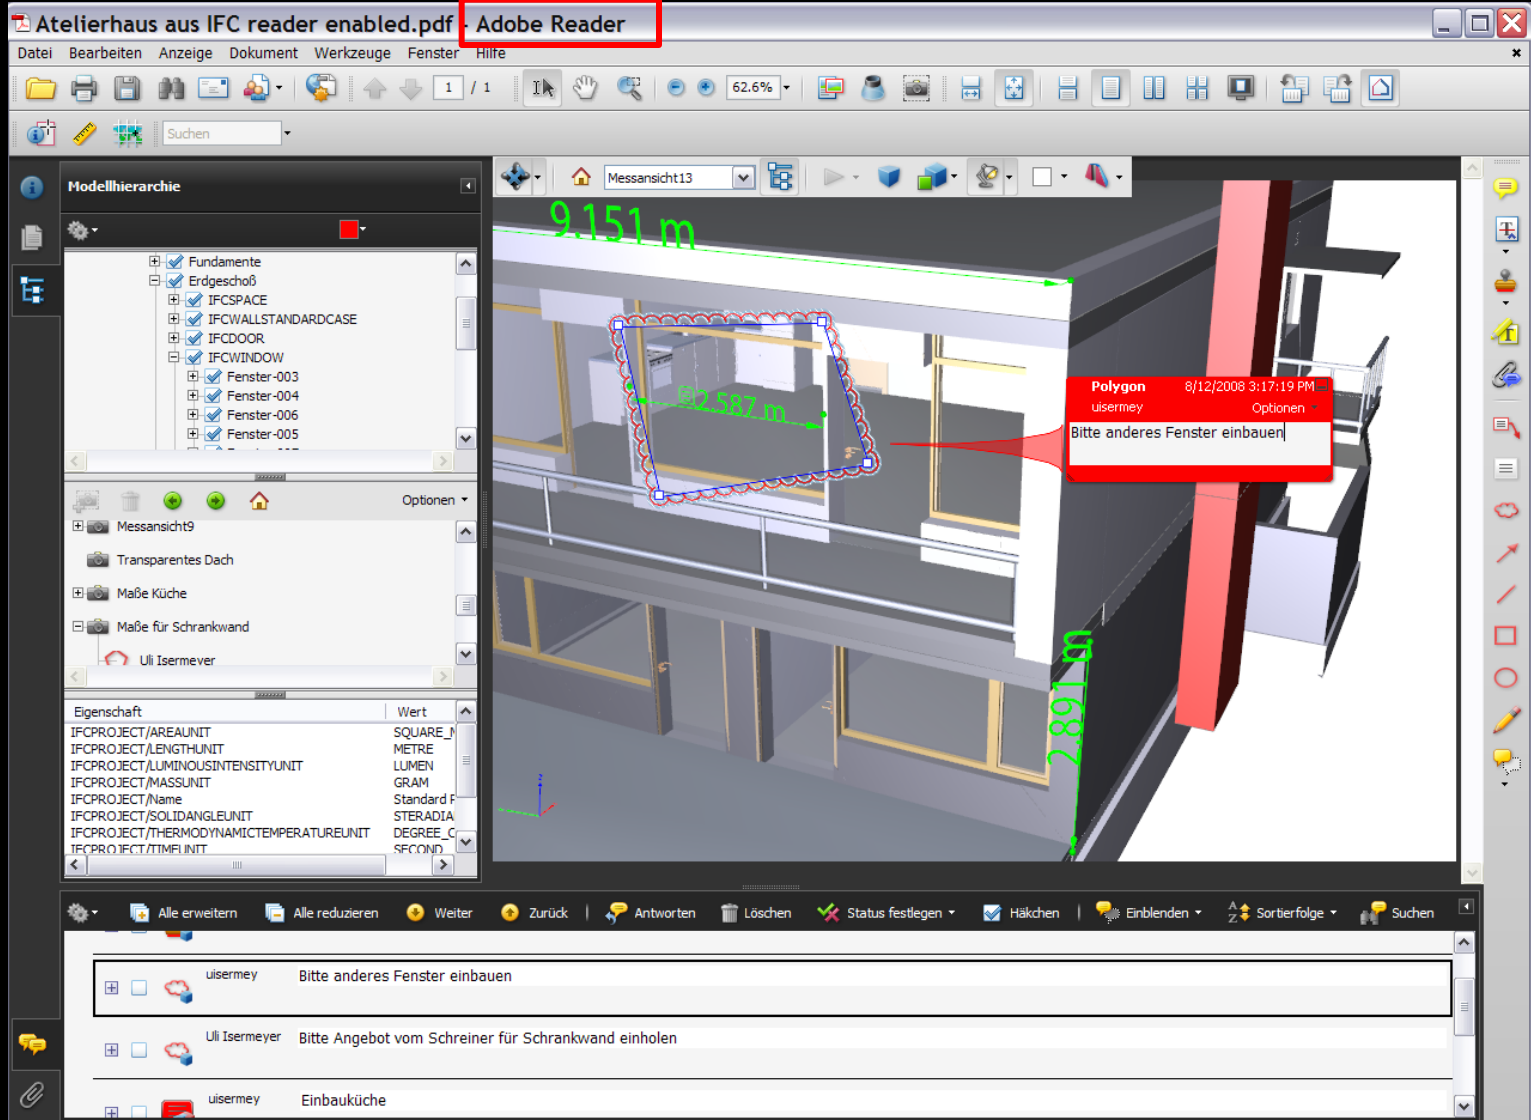 Atelierhaus aus IFC reader enabled.pdf - Adobe Reader
Datei Bearbeiten Anzeige Dokument Werkzeuge Fenster Hilfe
1 / 1 62.6%
Suchen
Modellhierarchie
Messansicht13
Fundamente
Erdgeschoß
IFCSPACE
IFCWALLSTANDARDCASE
IFCDOOR
IFCWINDOW
Fenster-003
Fenster-004
Fenster-006
Fenster-005
9.151 m
2.587 m
2.891 m
Polygon 8/12/2008 3:17:19 PM
uisermey Optionen
Bitte anderes Fenster einbauen
Optionen
Messansicht9
Transparentes Dach
Maße Küche
Maße für Schrankwand
Uli Isermeyer
Eigenschaft Wert
IFCPROJECT/AREAUNIT SQUARE_M
IFCPROJECT/LENGTHUNIT METRE
IFCPROJECT/LUMINOUSINTENSITYUNIT LUMEN
IFCPROJECT/MASSUNIT GRAM
IFCPROJECT/Name Standard P
IFCPROJECT/SOLIDANGLEUNIT STERADIA
IFCPROJECT/THERMODYNAMICTEMPERATUREUNIT DEGREE_C
IFCPROJECT/TIMEUNIT SECOND
Z
Alle erweitern Alle reduzieren Weiter Zurück Antworten Löschen Status festlegen Häkchen Einblenden Sortierfolge Suchen
uisermey Bitte anderes Fenster einbauen
Uli Isermeyer Bitte Angebot vom Schreiner für Schrankwand einholen
uisermey Einbauküche